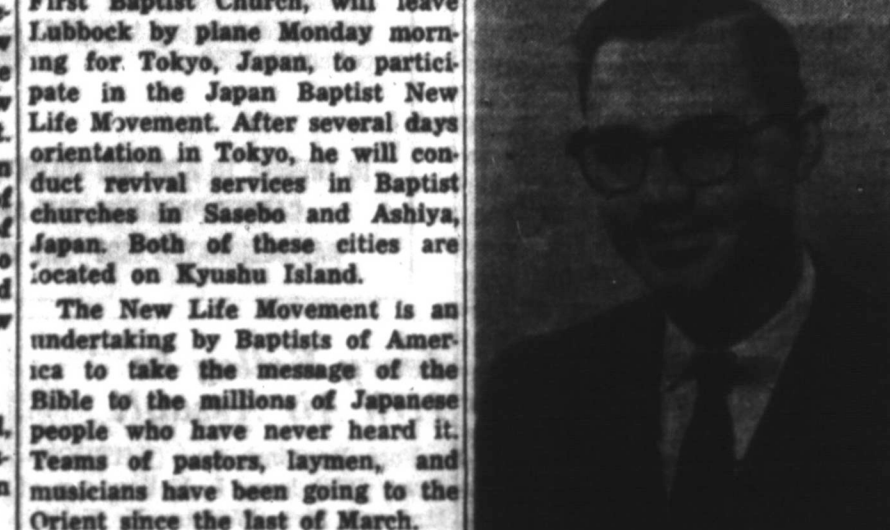 First Baptist Church, will leave
Lubbock by plane Monday morn-
ing for Tokyo, Japan, to partici-
pate in the Japan Baptist New
Life Movement. After several days
orientation in Tokyo, he will con-
duct revival services in Baptist
churches in Sasebo and Ashiya,
Japan. Both of these cities are
located on Kyushu Island.
The New Life Movement is an
undertaking by Baptists of Amer-
ica to take the message of the
Bible to the millions of Japanese
people who have never heard it.
Teams of pastors, laymen, and
musicians have been going to the
Orient since the last of March.